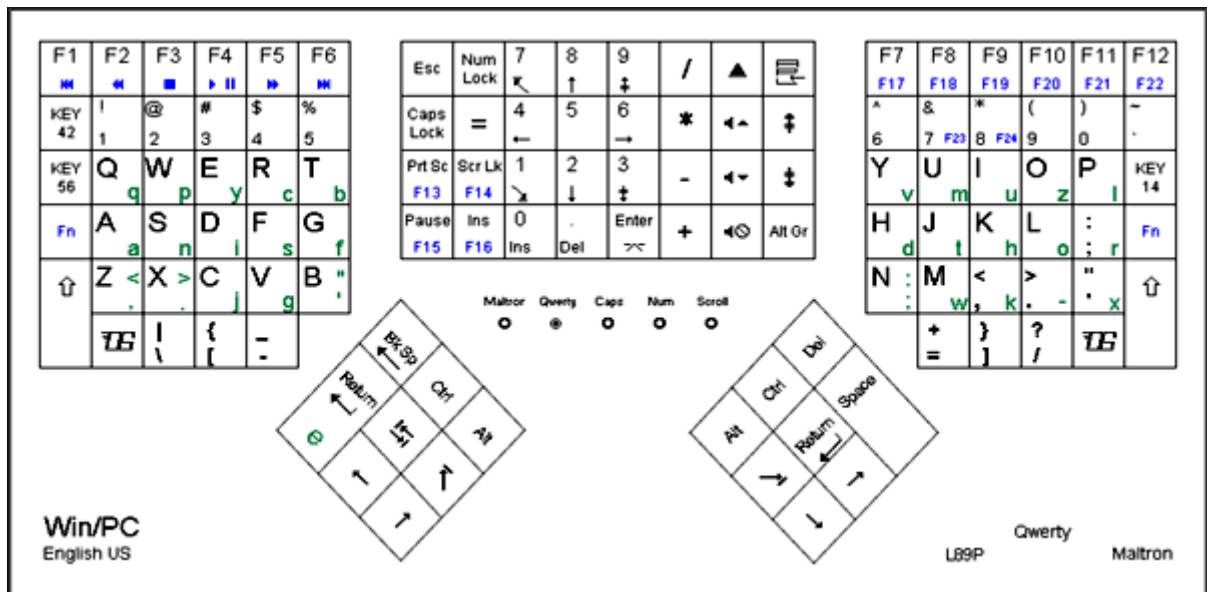 F1 F2 F3 F4 F5 F6
KEY 42 ! 1 @ 2 # 3 $ 4 % 5
KEY 56 Q q W p E y R c T b
Fn A a S n D i F s G f
Z < . X > , C j V g B " '
| \ { [ _ -
Esc Num Lock 7 8 9 /
Caps Lock = 4 5 6 *
Prt Sc F13 Scr Lk F14 1 2 3 -
Pause F15 Ins F16 0 Ins . Del Enter + Alt Gr
F7 F17 F8 F18 F9 F19 F10 F20 F11 F21 F12 F22
^ 6 & 7 F23 * 8 F24 ( 9 ) 0 ~ `
Y v U m I u O z P l KEY 14
H d J t K h L o : ; r Fn
N : ; M w < , k > . - " ' x
+ = } ] ? /
Maltron Qwerty Caps Num Scroll
Bk Sp
Return Ctrl
Alt
Del
Ctrl Space
Alt Return
Win/PC
English US
Qwerty
L89P Maltron